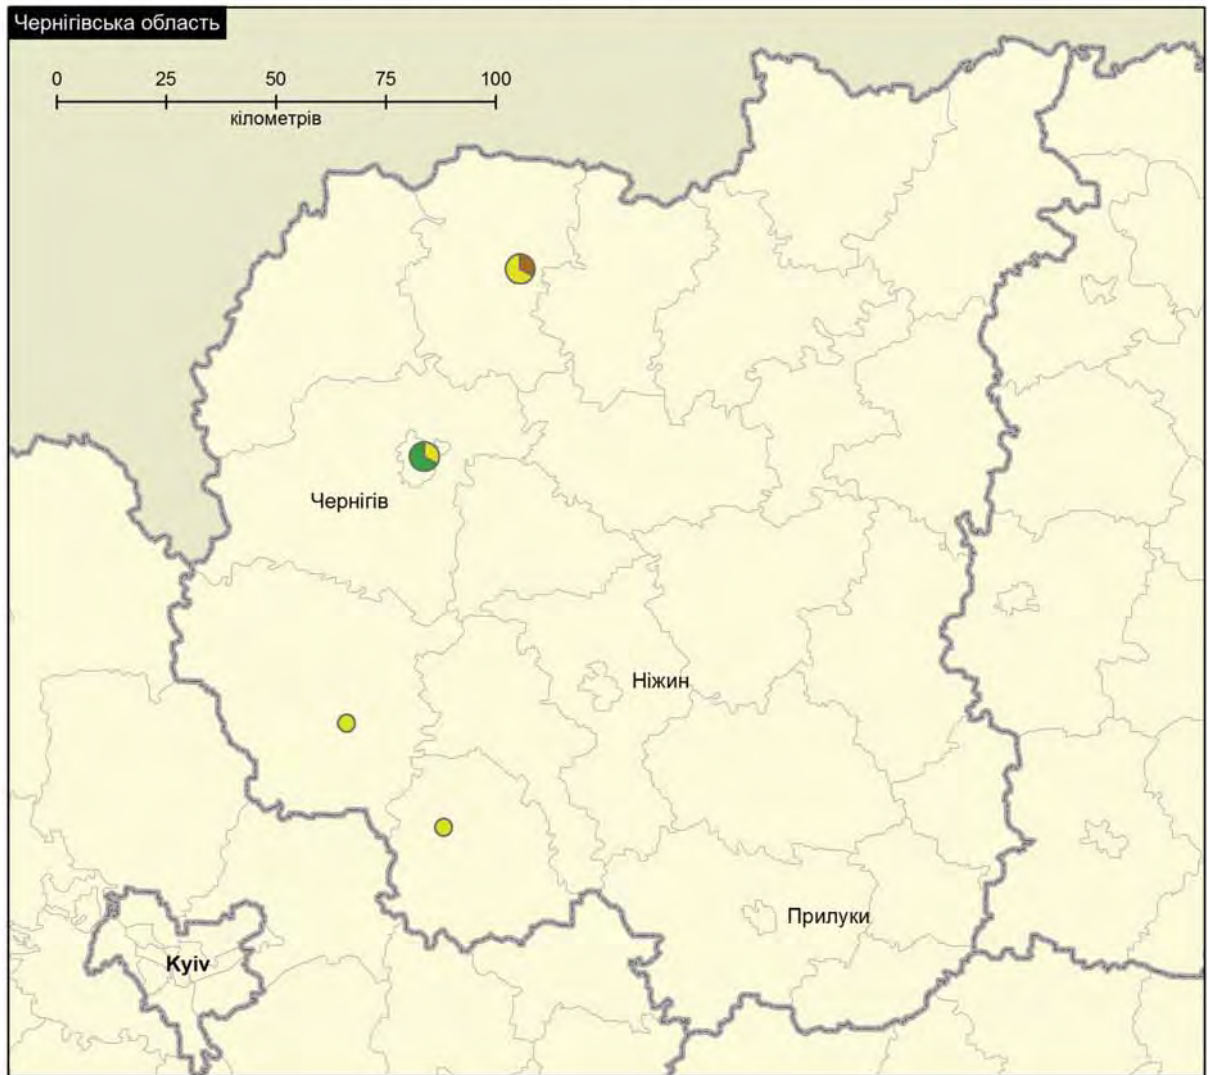 Чернігівська область
0 25 50 75 100
кілометрів
Чернігів
Ніжин
Прилуки
Kyiv